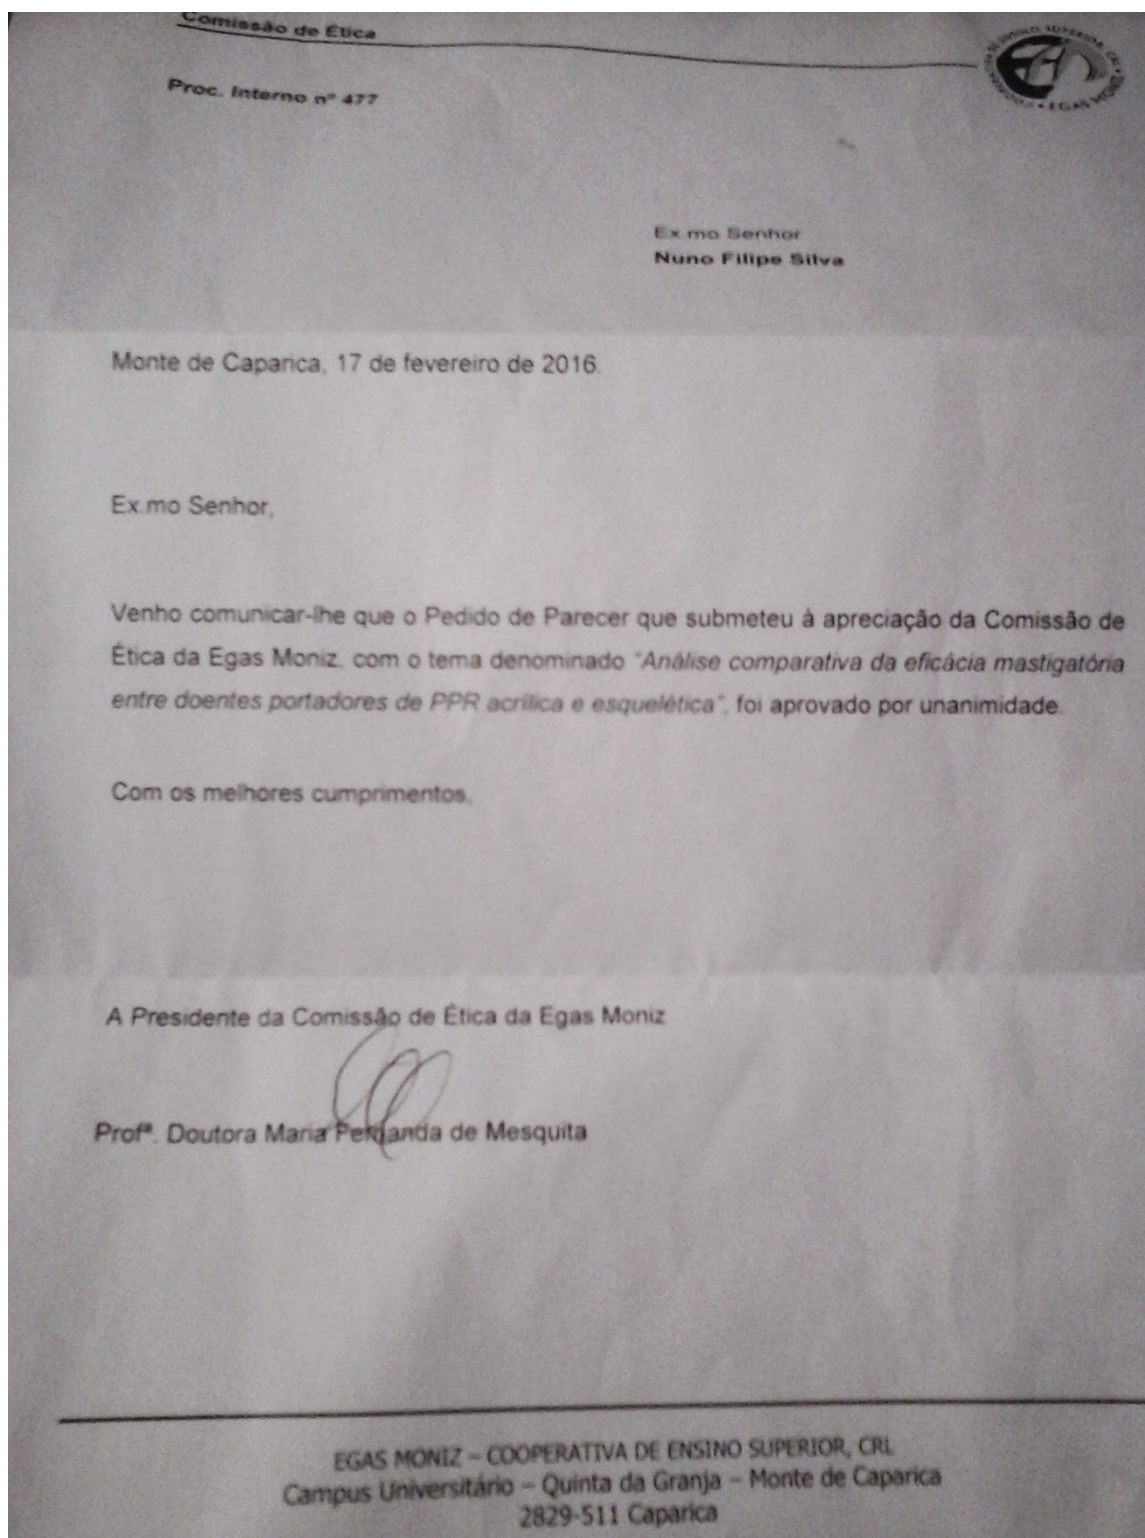 Comissão de Ética
Proc. Interno nº 477
EGAS MONIZ
Ex.mo Senhor
Nuno Filipe Silva
Monte de Caparica, 17 de fevereiro de 2016.
Ex.mo Senhor,
Venho comunicar-lhe que o Pedido de Parecer que submeteu à apreciação da Comissão de
Ética da Egas Moniz, com o tema denominado "Análise comparativa da eficácia mastigatória
entre doentes portadores de PPR acrílica e esquelética", foi aprovado por unanimidade.
Com os melhores cumprimentos,
A Presidente da Comissão de Ética da Egas Moniz
Profª. Doutora Maria Fernanda de Mesquita
EGAS MONIZ – COOPERATIVA DE ENSINO SUPERIOR, CRL
Campus Universitário – Quinta da Granja – Monte de Caparica
2829-511 Caparica